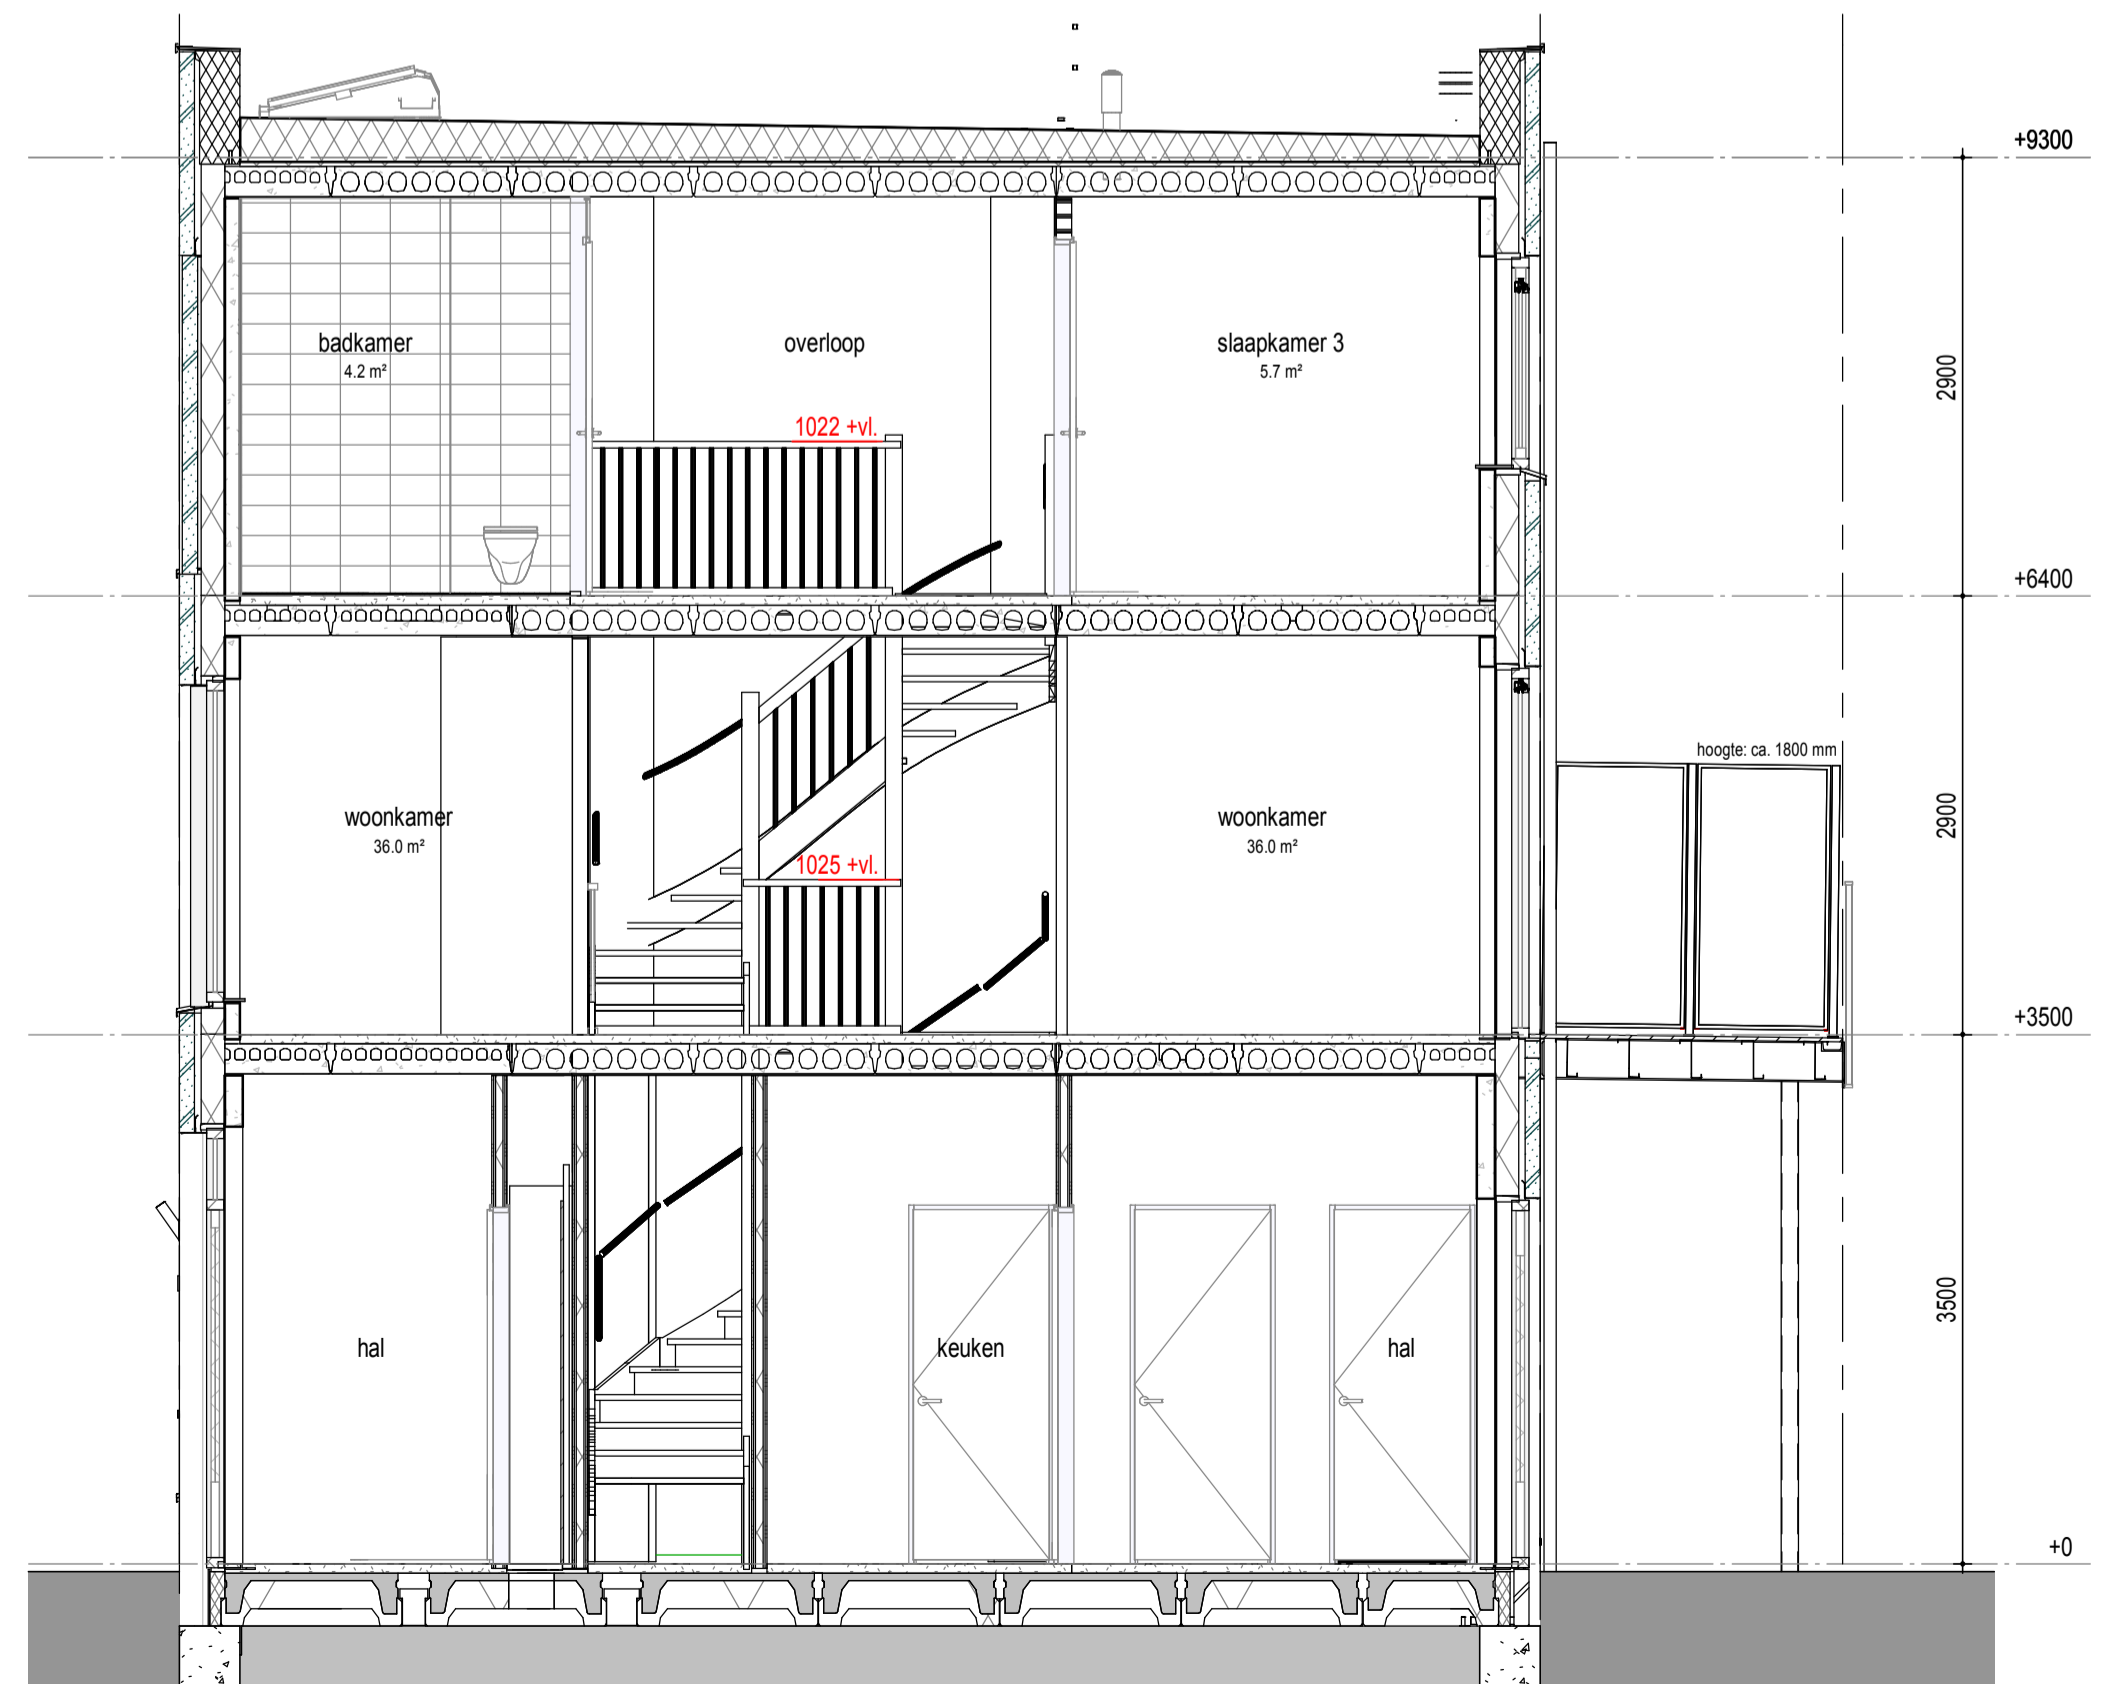 +9300
badkamer
4.2 m²
overloop
slaapkamer 3
5.7 m²
2900
1022 +vl.
+6400
hoogte: ca. 1800 mm
woonkamer
36.0 m²
woonkamer
36.0 m²
2900
1025 +vl.
+3500
3500
hal
keuken
hal
+0